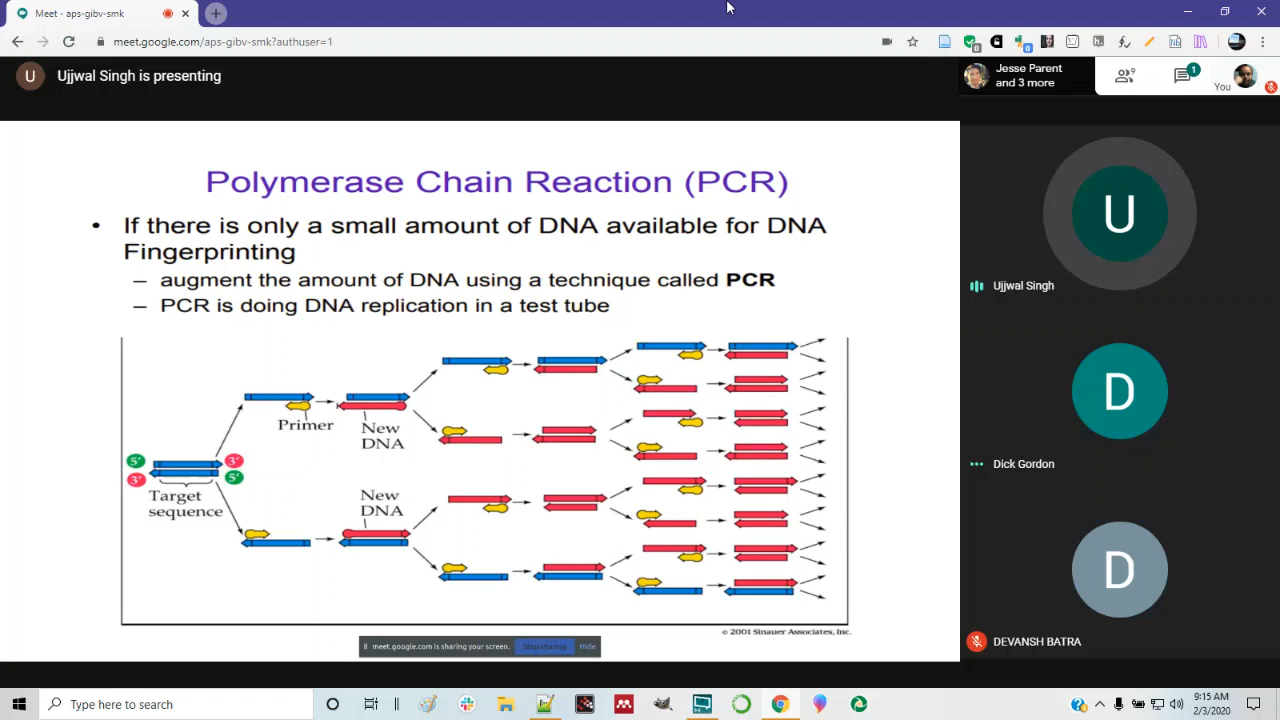 Meet - aps-gibv-smk
meet.google.com/aps-gibv-smk?authuser=1
U
Ujjwal Singh is presenting
Jesse Parent
and 3 more
9
1
You
Polymerase Chain Reaction (PCR)
• If there is only a small amount of DNA available for DNA
Fingerprinting
– augment the amount of DNA using a technique called PCR
– PCR is doing DNA replication in a test tube
Primer
New
DNA
5′
3′
3′
5′
Target
sequence
New
DNA
© 2001 Sinauer Associates, Inc.
meet.google.com is sharing your screen.
Stop sharing
Hide
U
Ujjwal Singh
D
Dick Gordon
D
DEVANSH BATRA
Type here to search
9:15 AM
2/3/2020